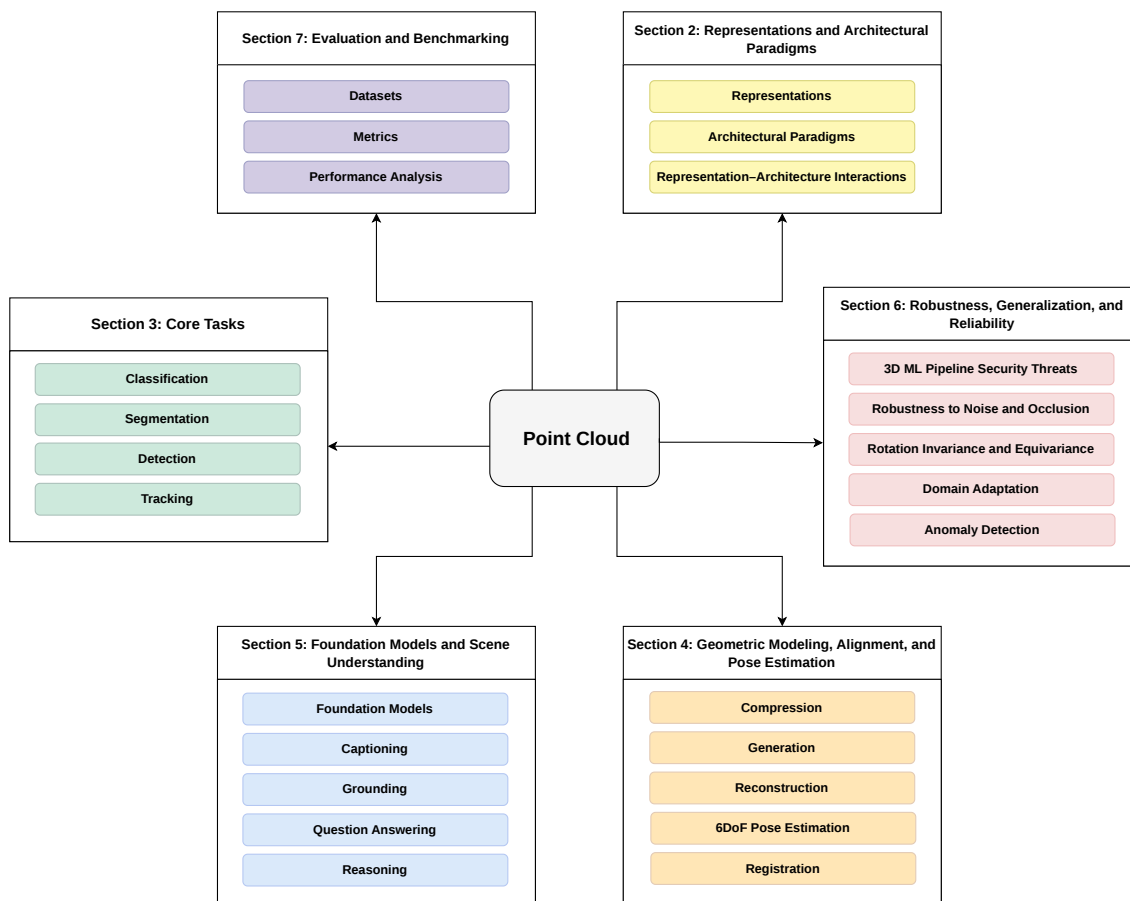 Section 7: Evaluation and Benchmarking
Datasets
Metrics
Performance Analysis
Section 2: Representations and Architectural
Paradigms
Representations
Architectural Paradigms
Representation–Architecture Interactions
Section 3: Core Tasks
Classification
Segmentation
Detection
Tracking
Point Cloud
Section 6: Robustness, Generalization, and
Reliability
3D ML Pipeline Security Threats
Robustness to Noise and Occlusion
Rotation Invariance and Equivariance
Domain Adaptation
Anomaly Detection
Section 5: Foundation Models and Scene
Understanding
Foundation Models
Captioning
Grounding
Question Answering
Reasoning
Section 4: Geometric Modeling, Alignment, and
Pose Estimation
Compression
Generation
Reconstruction
6DoF Pose Estimation
Registration